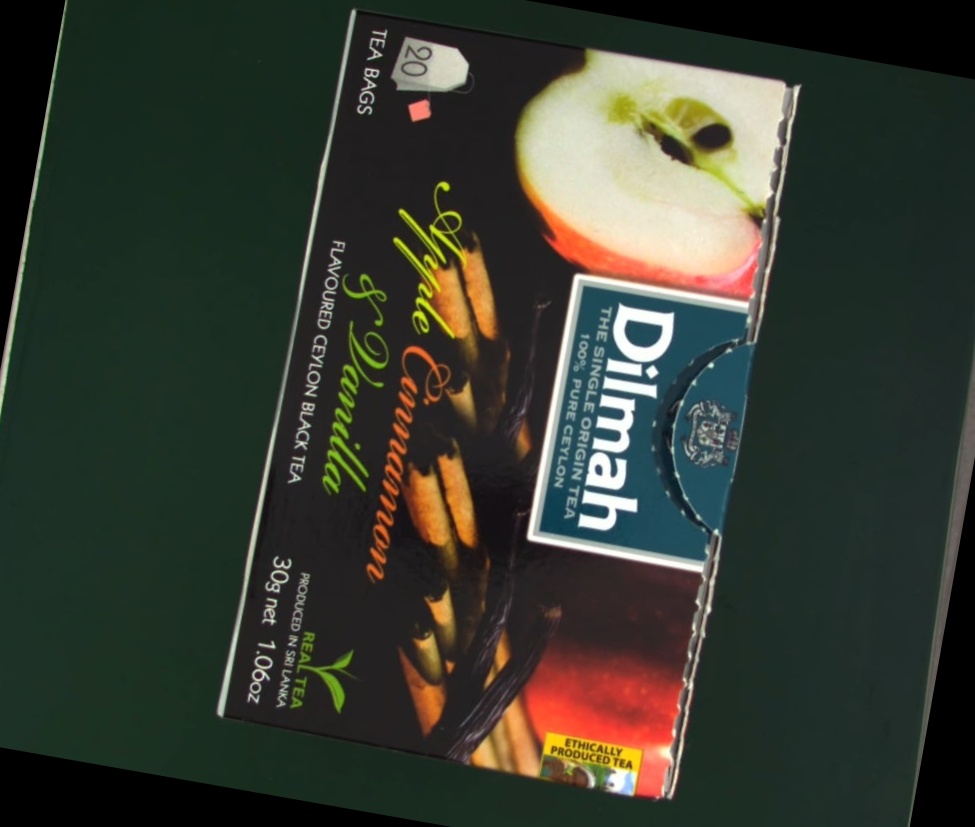 Dilmah
THE SINGLE ORIGIN TEA
100% PURE CEYLON
Apple Cinnamon
& Vanilla
FLAVOURED CEYLON BLACK TEA
20
TEA BAGS
ETHICALLY
PRODUCED TEA
REAL TEA
PRODUCED IN SRI LANKA
30g net 1.06oz